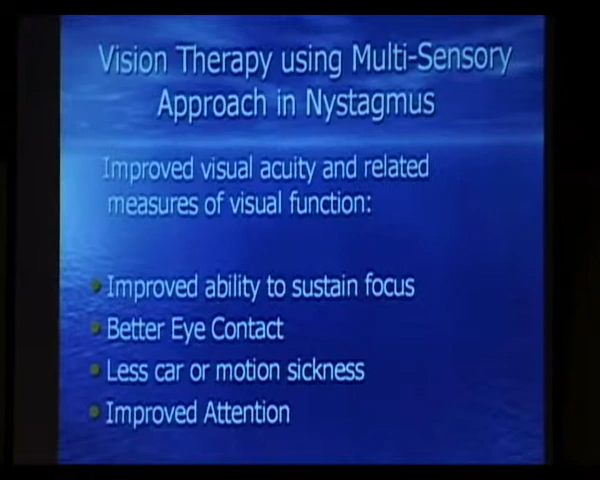 Vision Therapy using Multi-Sensory
Approach in Nystagmus
Improved visual acuity and related
measures of visual function:
Improved ability to sustain focus
Better Eye Contact
Less car or motion sickness
Improved Attention